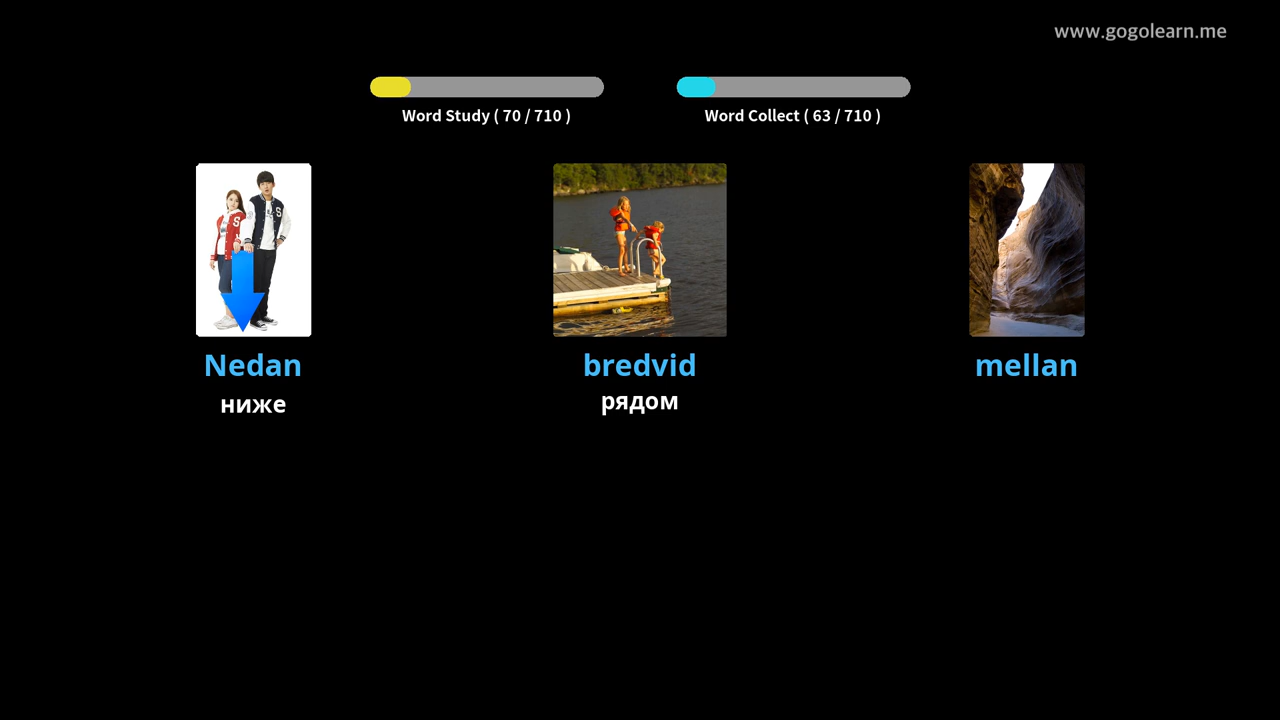 www.gogolearn.me
Word Study ( 70 / 710 )
Word Collect ( 63 / 710 )
Nedan
bredvid
mellan
ниже
рядом